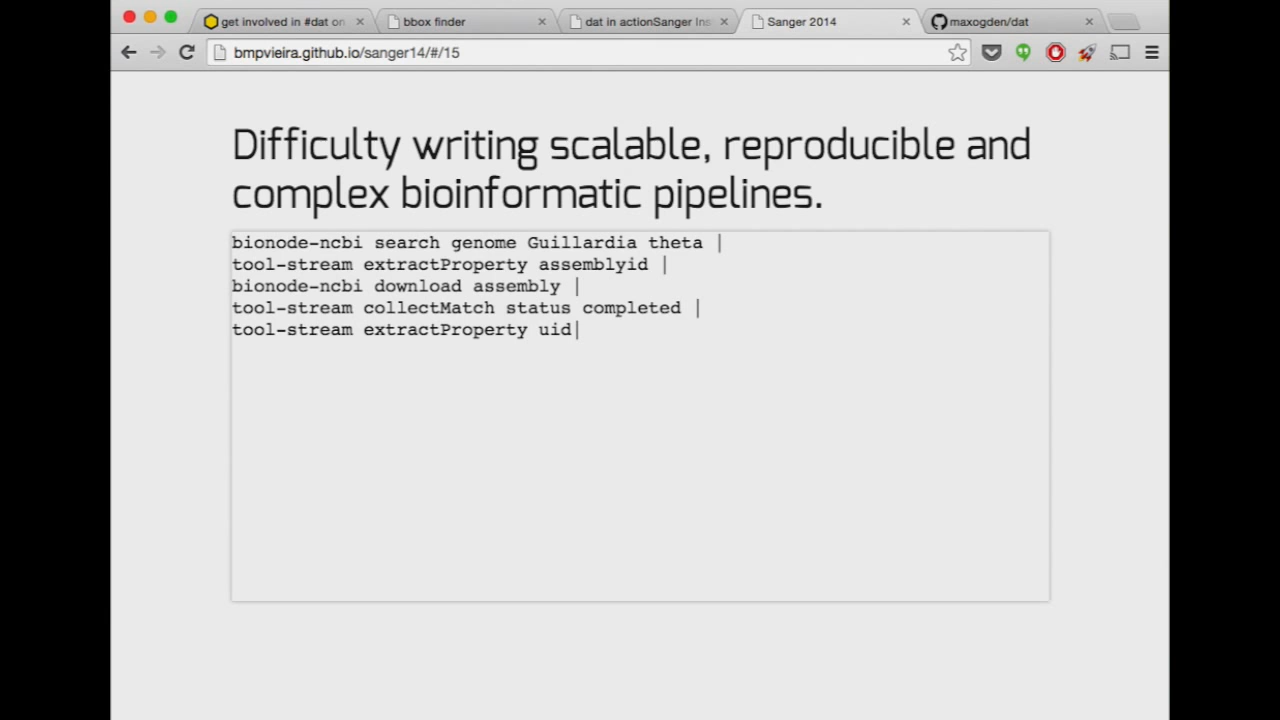 get involved in #dat on
bbox finder
dat in actionSanger Ins
Sanger 2014
maxogden/dat
bmpvieira.github.io/sanger14/#/15
Difficulty writing scalable, reproducible and
complex bioinformatic pipelines.
bionode-ncbi search genome Guillardia theta |
tool-stream extractProperty assemblyid |
bionode-ncbi download assembly |
tool-stream collectMatch status completed |
tool-stream extractProperty uid|